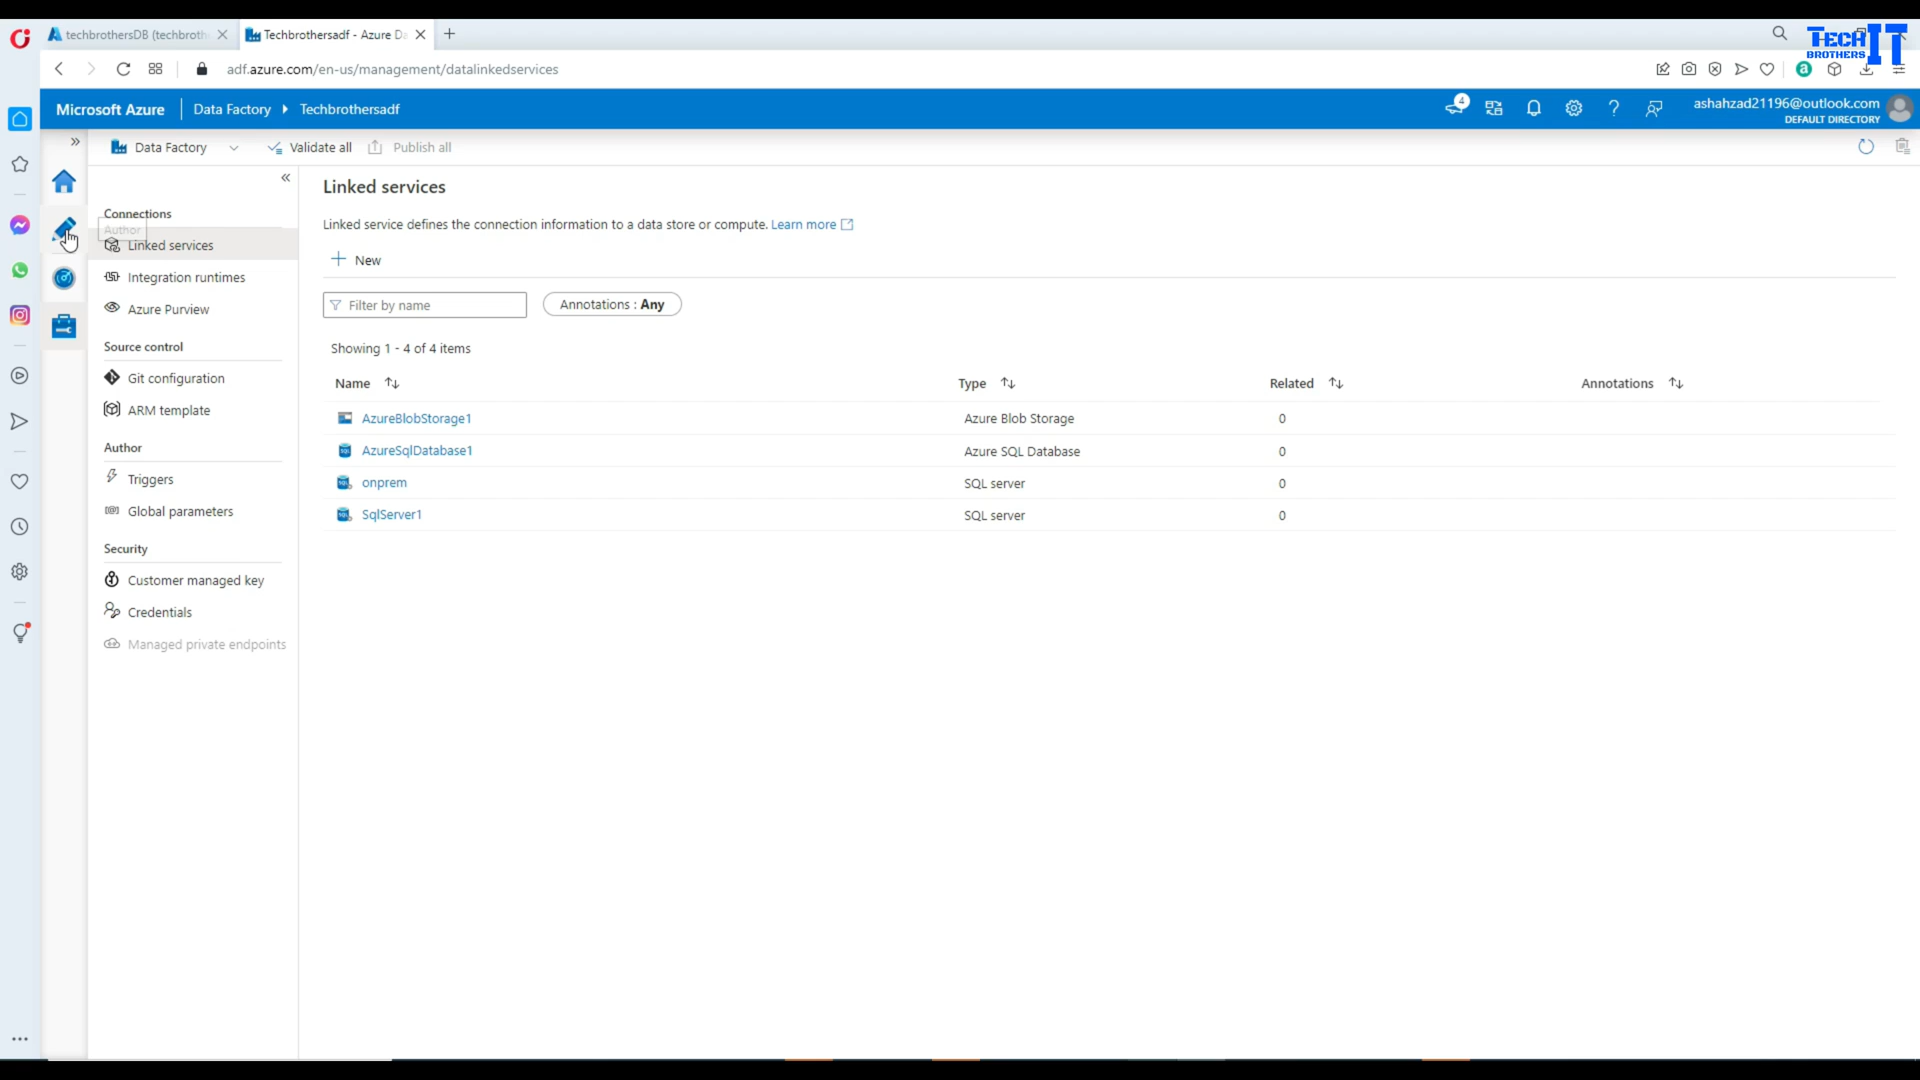 techbrothersDB (techbroth
Techbrothersadf - Azure Da
TECH IT
BROTHERS
adf.azure.com/en-us/management/datalinkedservices
a
Microsoft Azure
Data Factory
Techbrothersadf
4
ashahzad21196@outlook.com
DEFAULT DIRECTORY
Data Factory
Validate all
Publish all
Linked services
Connections
Author
Linked service defines the connection information to a data store or compute. Learn more
Linked services
New
Integration runtimes
Azure Purview
Filter by name
Annotations : Any
Source control
Showing 1 - 4 of 4 items
Git configuration
Name
Type
Related
Annotations
ARM template
AzureBlobStorage1
Azure Blob Storage
0
Author
AzureSqlDatabase1
Azure SQL Database
0
Triggers
onprem
SQL server
0
Global parameters
SqlServer1
SQL server
0
Security
Customer managed key
Credentials
Managed private endpoints